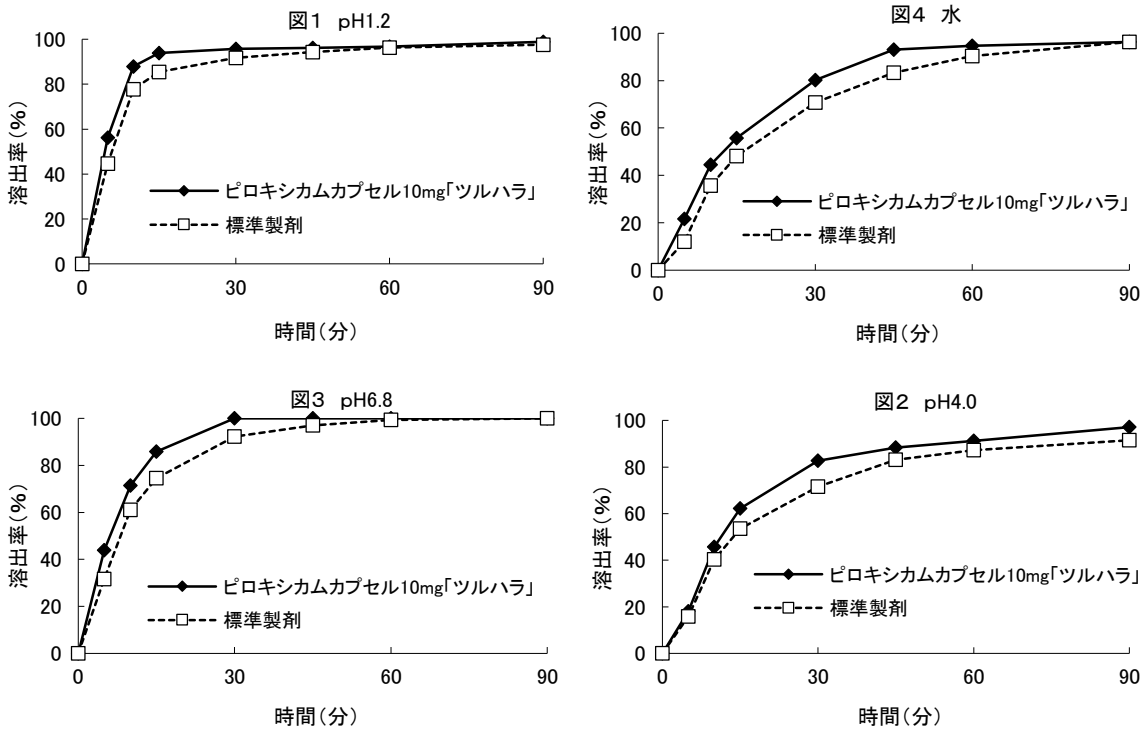 図1 pH1.2
溶出率(%)
100
80
60
40
20
0
0 30 60 90
時間(分)
ピロキシカムカプセル10mg「ツルハラ」
標準製剤
図4 水
溶出率(%)
100
80
60
40
20
0
0 30 60 90
時間(分)
ピロキシカムカプセル10mg「ツルハラ」
標準製剤
図3 pH6.8
溶出率(%)
100
80
60
40
20
0
0 30 60 90
時間(分)
ピロキシカムカプセル10mg「ツルハラ」
標準製剤
図2 pH4.0
溶出率(%)
100
80
60
40
20
0
0 30 60 90
時間(分)
ピロキシカムカプセル10mg「ツルハラ」
標準製剤